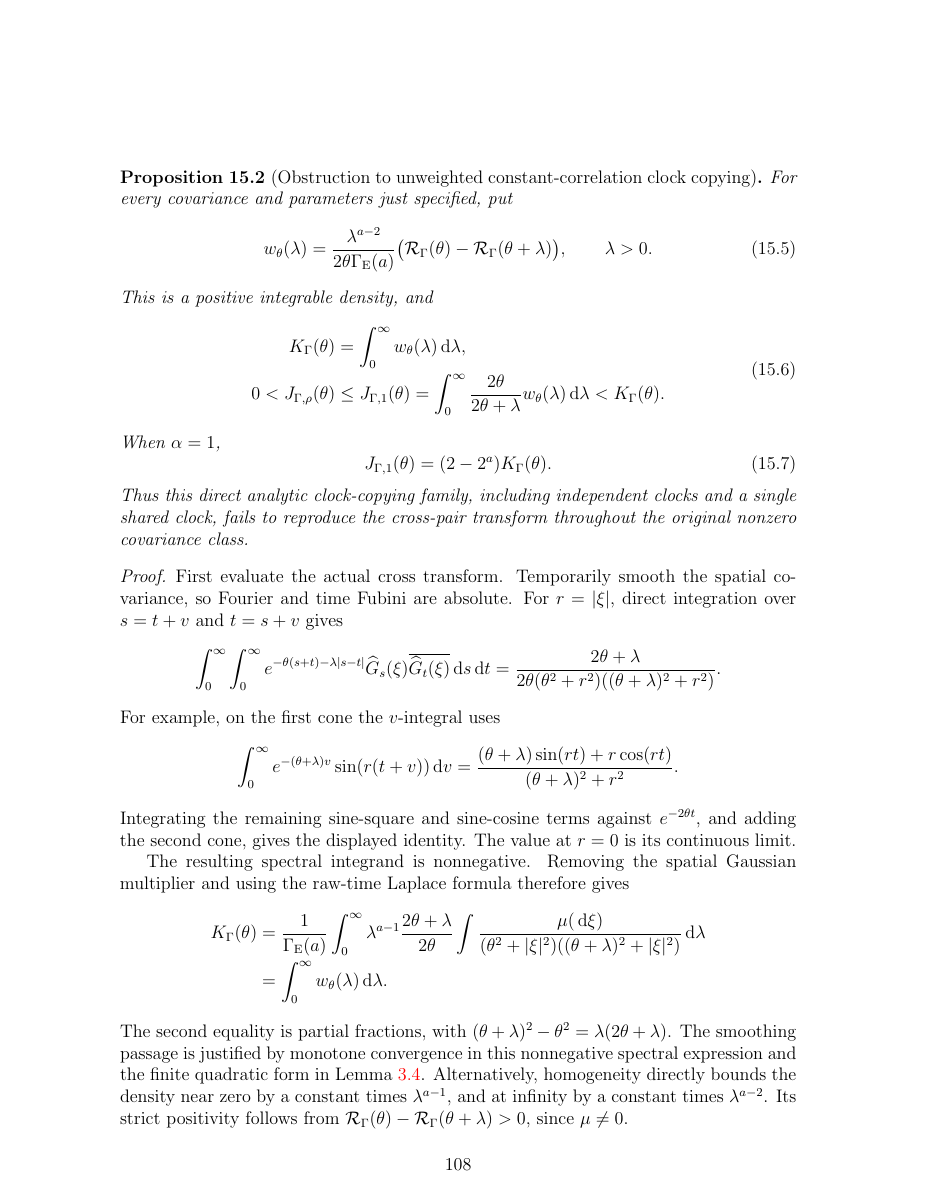 Proposition 15.2 (Obstruction to unweighted constant-correlation clock copying). For
every covariance and parameters just specified, put
w_θ(λ) = λ^{a−2} / (2θΓ_E(a)) (𝓡_Γ(θ) − 𝓡_Γ(θ + λ)), λ > 0. (15.5)
This is a positive integrable density, and
K_Γ(θ) = ∫_0^∞ w_θ(λ) dλ,
0 < J_{Γ,ρ}(θ) ≤ J_{Γ,1}(θ) = ∫_0^∞ 2θ / (2θ + λ) w_θ(λ) dλ < K_Γ(θ). (15.6)
When α = 1,
J_{Γ,1}(θ) = (2 − 2^a)K_Γ(θ). (15.7)
Thus this direct analytic clock-copying family, including independent clocks and a single
shared clock, fails to reproduce the cross-pair transform throughout the original nonzero
covariance class.
Proof. First evaluate the actual cross transform. Temporarily smooth the spatial co-
variance, so Fourier and time Fubini are absolute. For r = |ξ|, direct integration over
s = t + v and t = s + v gives
∫_0^∞ ∫_0^∞ e^{−θ(s+t)−λ|s−t|} Ĝ_s(ξ) \overline{Ĝ_t(ξ)} ds dt = (2θ + λ) / (2θ(θ² + r²)((θ + λ)² + r²)).
For example, on the first cone the v-integral uses
∫_0^∞ e^{−(θ+λ)v} sin(r(t + v)) dv = ((θ + λ) sin(rt) + r cos(rt)) / ((θ + λ)² + r²).
Integrating the remaining sine-square and sine-cosine terms against e^{−2θt}, and adding
the second cone, gives the displayed identity. The value at r = 0 is its continuous limit.
The resulting spectral integrand is nonnegative. Removing the spatial Gaussian
multiplier and using the raw-time Laplace formula therefore gives
K_Γ(θ) = 1 / Γ_E(a) ∫_0^∞ λ^{a−1} (2θ + λ) / 2θ ∫ μ( dξ) / ((θ² + |ξ|²)((θ + λ)² + |ξ|²)) dλ
= ∫_0^∞ w_θ(λ) dλ.
The second equality is partial fractions, with (θ + λ)² − θ² = λ(2θ + λ). The smoothing
passage is justified by monotone convergence in this nonnegative spectral expression and
the finite quadratic form in Lemma 3.4. Alternatively, homogeneity directly bounds the
density near zero by a constant times λ^{a−1}, and at infinity by a constant times λ^{a−2}. Its
strict positivity follows from 𝓡_Γ(θ) − 𝓡_Γ(θ + λ) > 0, since μ ≠ 0.
108